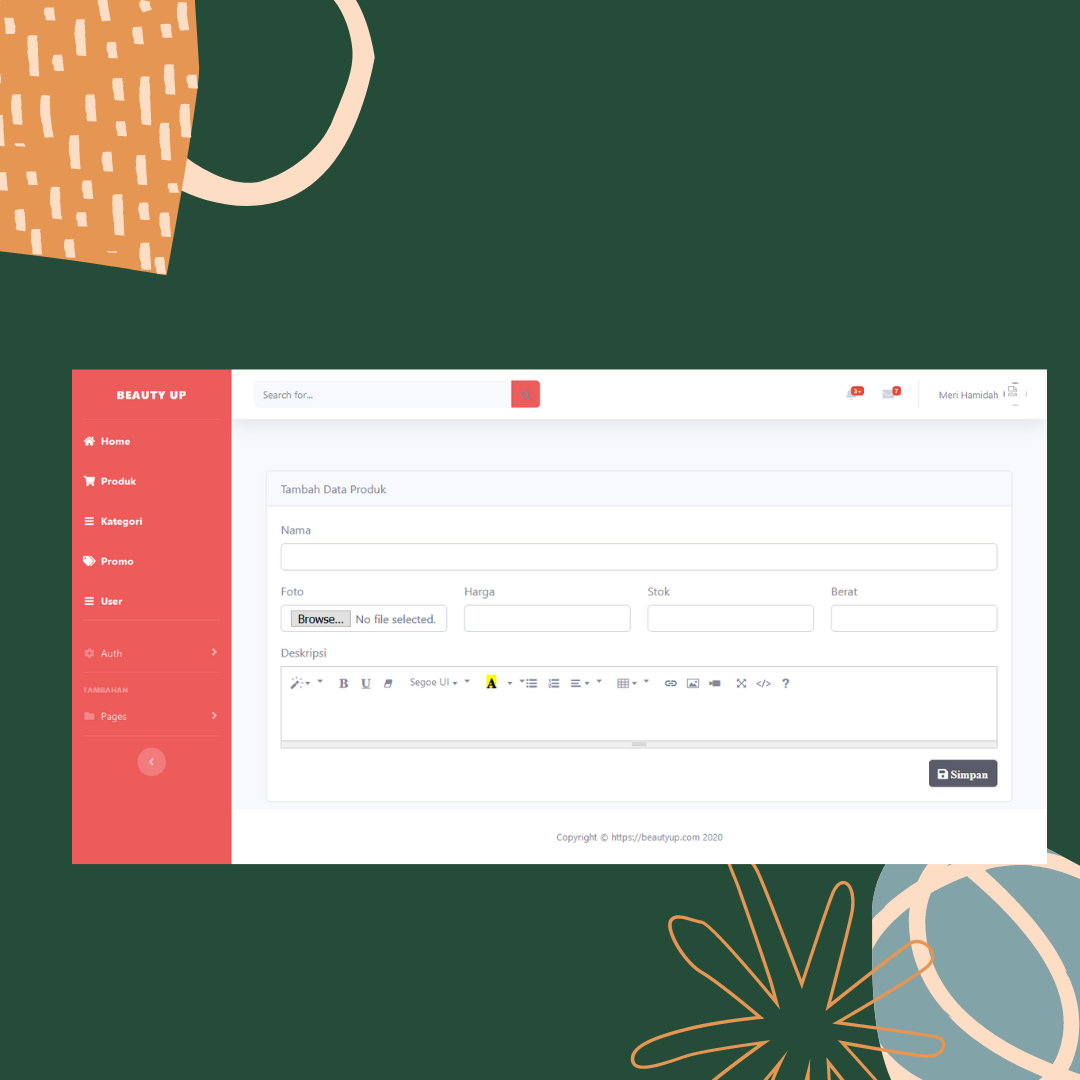 BEAUTY UP
Home
Produk
Kategori
Promo
User
Auth
TAMBAHAN
Pages
Search for...
3+
7
Meri Hamidah
Tambah Data Produk
Nama
Foto Harga Stok Berat
Browse... No file selected.
Deskripsi
B U Segoe UI A </> ?
Simpan
Copyright © https://beautyup.com 2020